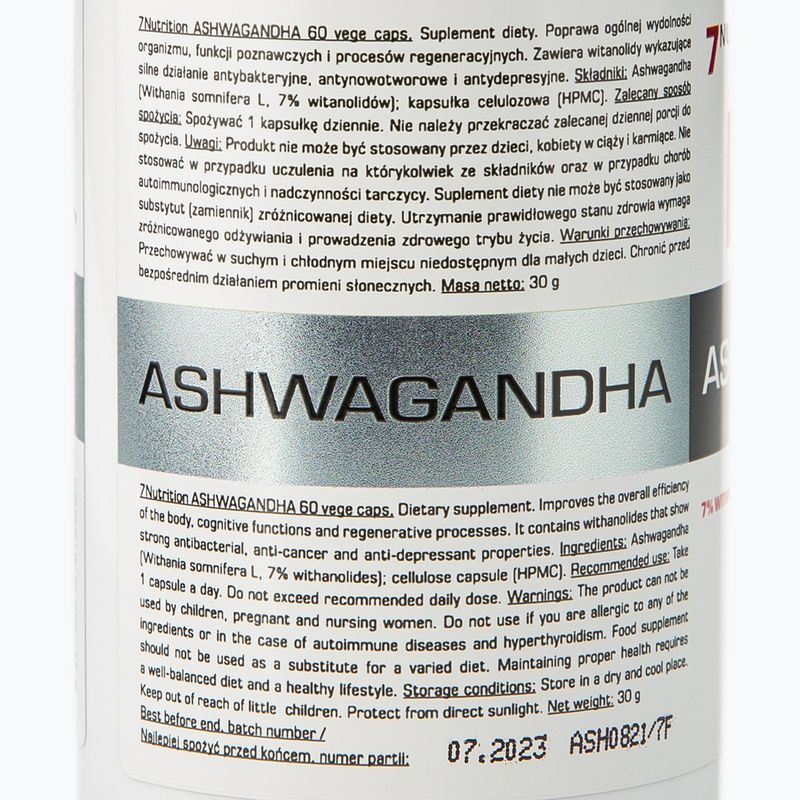 7Nutrition ASHWAGANDHA 60 vege caps. Suplement diety. Poprawa ogólnej wydolności
organizmu, funkcji poznawczych i procesów regeneracyjnych. Zawiera witanolidy wykazujące
silne działanie antybakteryjne, antynowotworowe i antydepresyjne. Składniki: Ashwagandha
(Withania somnifera L, 7% witanolidów); kapsułka celulozowa (HPMC). Zalecany sposób
spożycia: Spożywać 1 kapsułkę dziennie. Nie należy przekraczać zalecanej dziennej porcji do
spożycia. Uwagi: Produkt nie może być stosowany przez dzieci, kobiety w ciąży i karmiące. Nie
stosować w przypadku uczulenia na którykolwiek ze składników oraz w przypadku chorób
autoimmunologicznych i nadczynności tarczycy. Suplement diety nie może być stosowany jako
substytut (zamiennik) zróżnicowanej diety. Utrzymanie prawidłowego stanu zdrowia wymaga
zróżnicowanego odżywiania i prowadzenia zdrowego trybu życia. Warunki przechowywania:
Przechowywać w suchym i chłodnym miejscu niedostępnym dla małych dzieci. Chronić przed
bezpośrednim działaniem promieni słonecznych. Masa netto: 30 g
ASHWAGANDHA
7Nutrition ASHWAGANDHA 60 vege caps. Dietary supplement. Improves the overall efficiency
of the body, cognitive functions and regenerative processes. It contains withanolides that show
strong antibacterial, anti-cancer and anti-depressant properties. Ingredients: Ashwagandha
(Withania somnifera L, 7% withanolides); cellulose capsule (HPMC). Recommended use: Take
1 capsule a day. Do not exceed recommended daily dose. Warnings: The product can not be
used by children, pregnant and nursing women. Do not use if you are allergic to any of the
ingredients or in the case of autoimmune diseases and hyperthyroidism. Food supplement
should not be used as a substitute for a varied diet. Maintaining proper health requires
a well-balanced diet and a healthy lifestyle. Storage conditions: Store in a dry and cool place.
Keep out of reach of little children. Protect from direct sunlight. Net weight: 30 g
Best before end, batch number /
Najlepiej spożyć przed końcem, numer partii: 07.2023 ASH0821/7F
7%